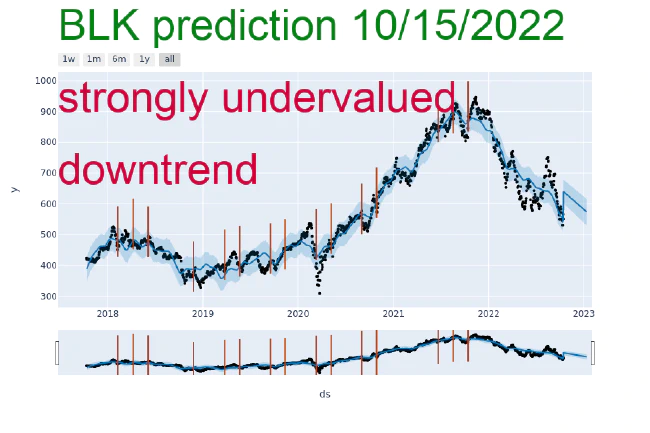 BLK prediction 10/15/2022
1w 1m 6m 1y all
1000
strongly undervalued
900
800
downtrend
700
y
600
500
400
300
2018 2019 2020 2021 2022 2023
ds